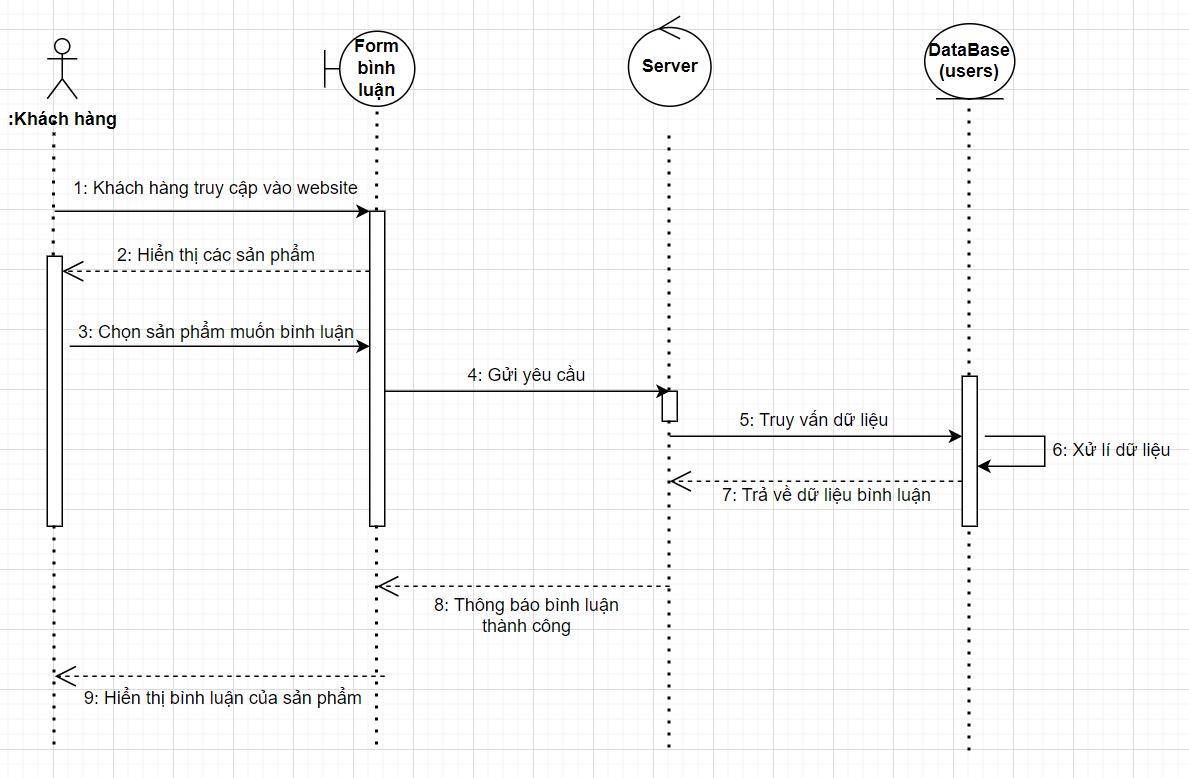 Form
bình
luận
Server
DataBase
(users)
:Khách hàng
1: Khách hàng truy cập vào website
2: Hiển thị các sản phẩm
3: Chọn sản phẩm muốn bình luận
4: Gửi yêu cầu
5: Truy vấn dữ liệu
6: Xử lí dữ liệu
7: Trả về dữ liệu bình luận
8: Thông báo bình luận
thành công
9: Hiển thị bình luận của sản phẩm